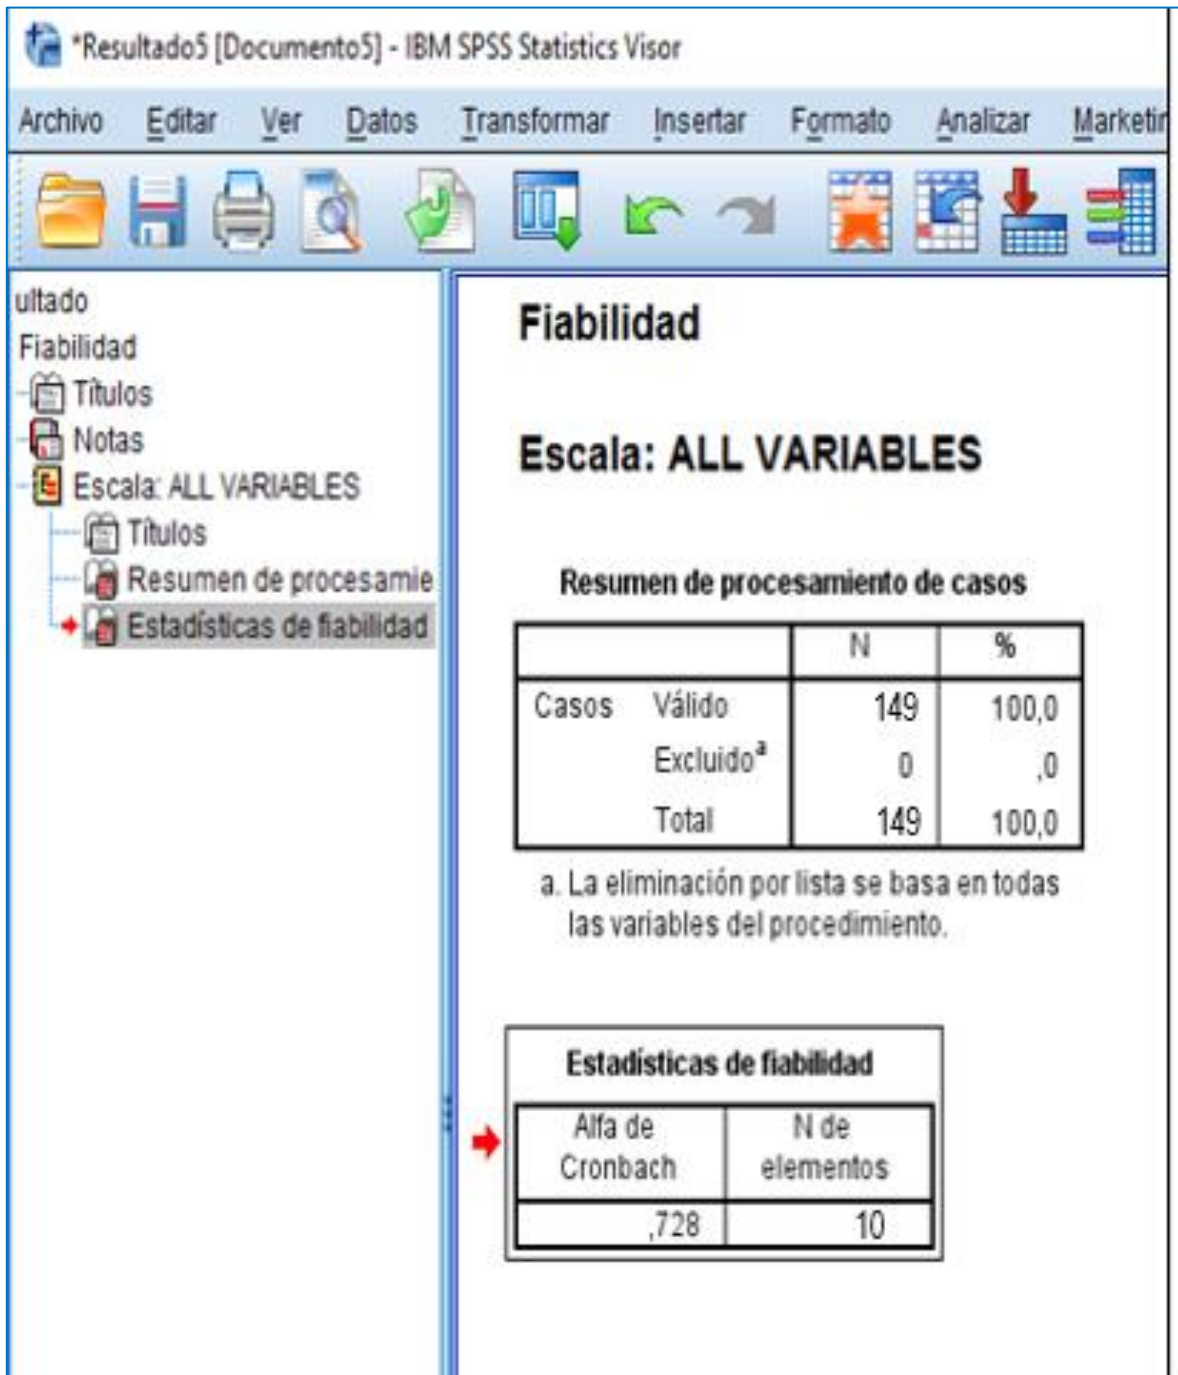 *Resultado5 [Documento5] - IBM SPSS Statistics Visor
Archivo Editar Ver Datos Transformar Insertar Formato Analizar Marketin
ultado
Fiabilidad
Títulos
Notas
Escala: ALL VARIABLES
Títulos
Resumen de procesamie
Estadísticas de fiabilidad
Fiabilidad
Escala: ALL VARIABLES
Resumen de procesamiento de casos
N %
Casos Válido 149 100,0
Excluidoª 0 ,0
Total 149 100,0
a. La eliminación por lista se basa en todas
las variables del procedimiento.
Estadísticas de fiabilidad
Alfa de N de
Cronbach elementos
,728 10